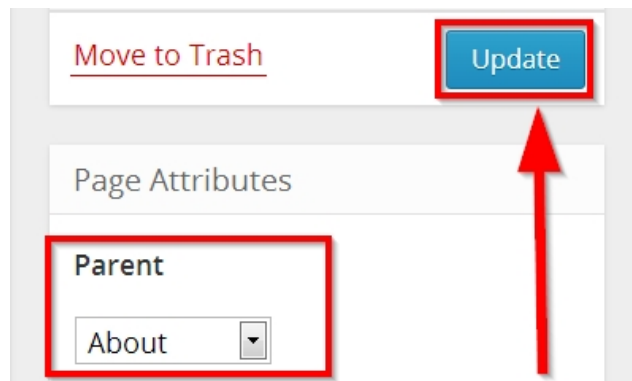 Move to Trash
Update
Page Attributes
Parent
About